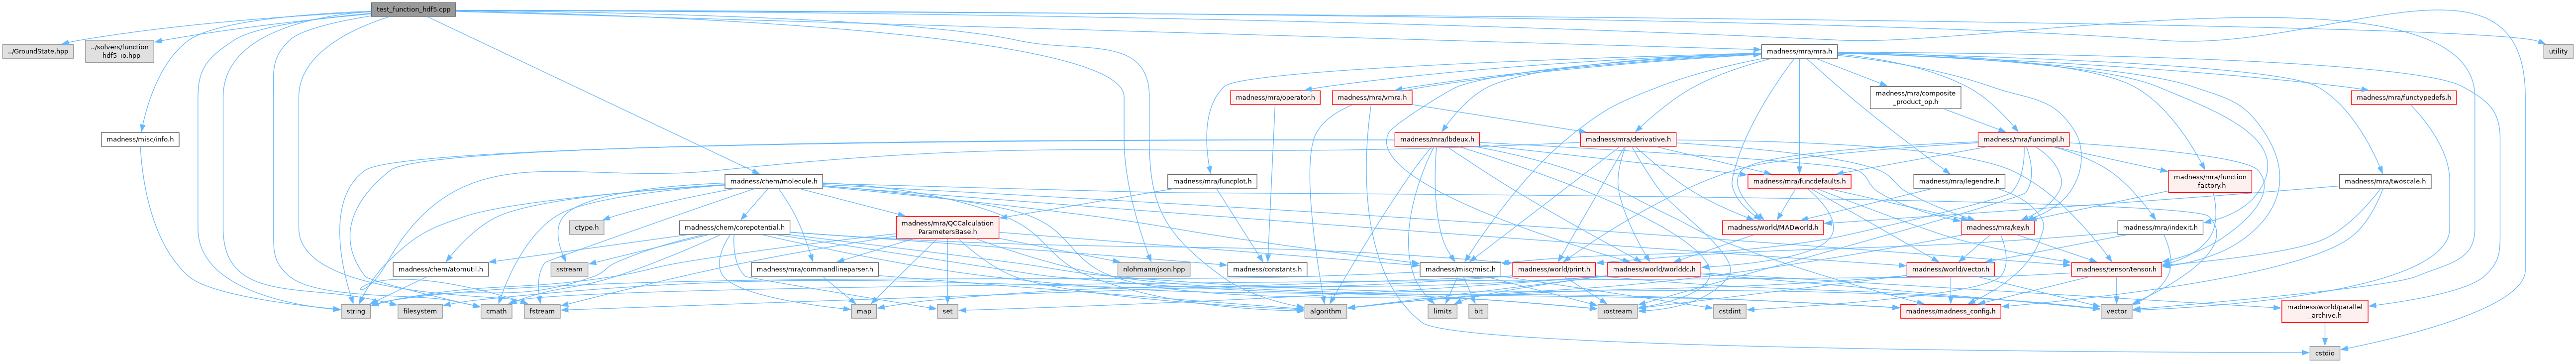 test_function_hdf5.cpp
../GroundState.hpp
../solvers/function
_hdf5_io.hpp
madness/mra/mra.h
utility
madness/mra/operator.h
madness/mra/vmra.h
madness/mra/composite
_product_op.h
madness/mra/functypedefs.h
madness/misc/info.h
madness/mra/lbdeux.h
madness/mra/derivative.h
madness/mra/funcimpl.h
madness/chem/molecule.h
madness/mra/funcplot.h
madness/mra/funcdefaults.h
madness/mra/legendre.h
madness/mra/function
_factory.h
madness/mra/twoscale.h
ctype.h
madness/chem/corepotential.h
madness/mra/QCCalculation
ParametersBase.h
madness/world/MADworld.h
madness/mra/key.h
madness/mra/indexit.h
madness/chem/atomutil.h
sstream
madness/mra/commandlineparser.h
nlohmann/json.hpp
madness/constants.h
madness/misc/misc.h
madness/world/print.h
madness/world/worlddc.h
madness/world/vector.h
madness/tensor/tensor.h
string
filesystem
cmath
fstream
map
set
algorithm
limits
bit
iostream
cstdint
madness/madness_config.h
vector
madness/world/parallel
_archive.h
cstdio